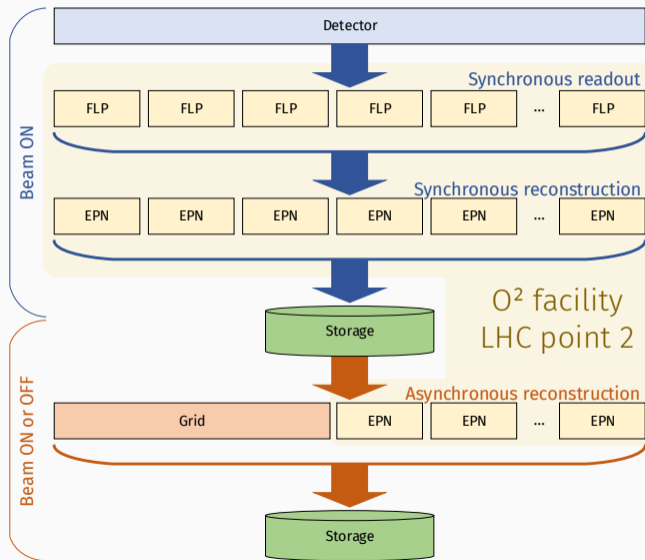 Detector
Synchronous readout
FLP FLP FLP FLP FLP ... FLP
Beam ON
Synchronous reconstruction
EPN EPN EPN EPN EPN ... EPN
O² facility
LHC point 2
Storage
Asynchronous reconstruction
Beam ON or OFF
Grid EPN EPN ... EPN
Storage